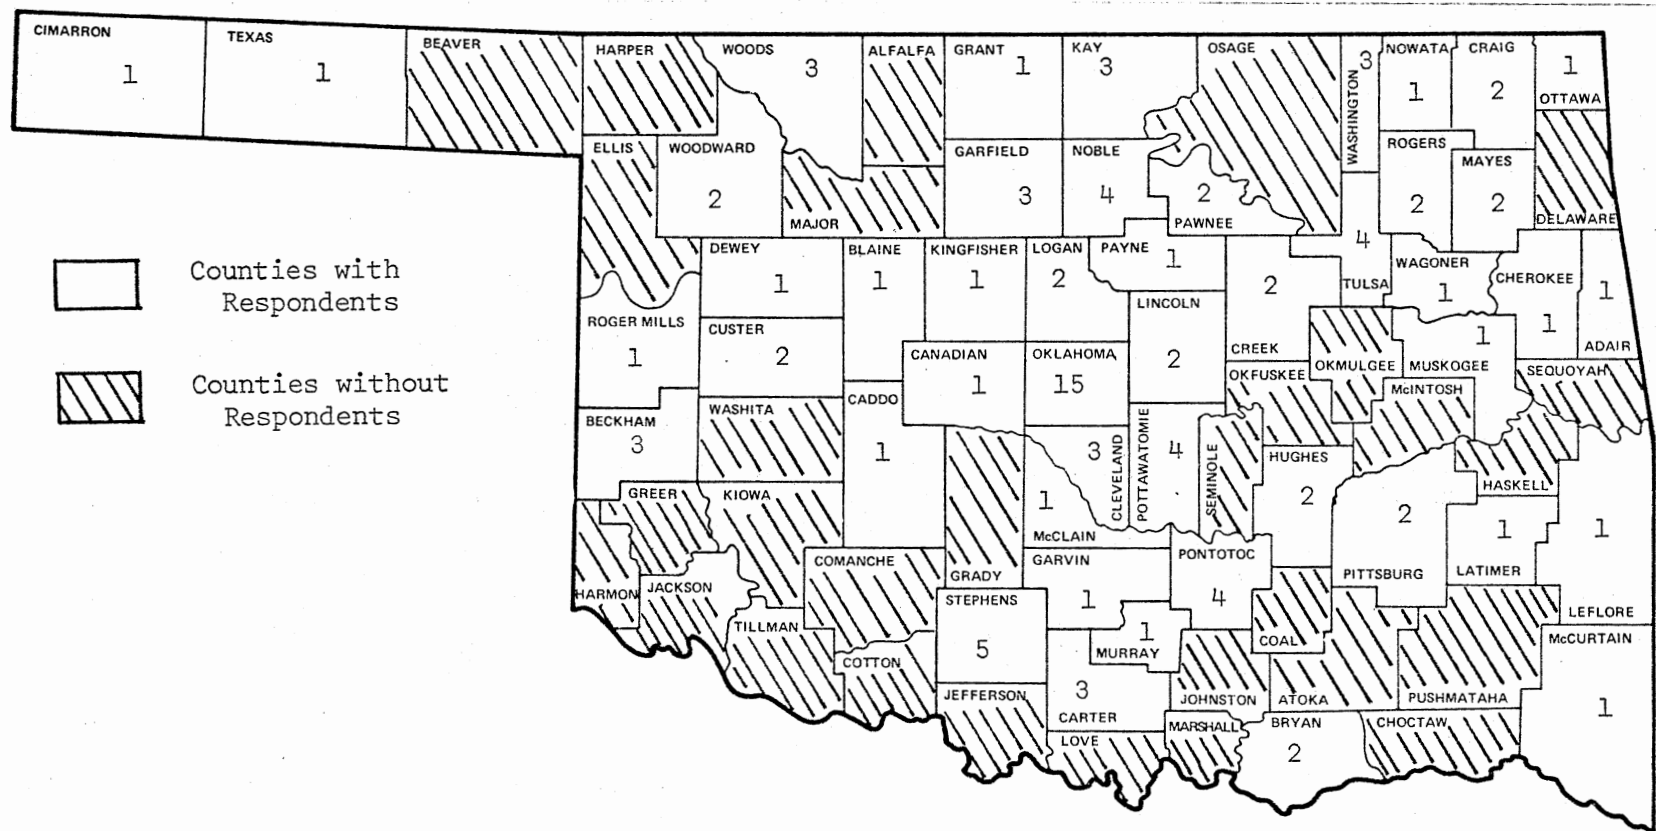 CIMARRON
1
TEXAS
1
BEAVER
HARPER
WOODS
3
ALFALFA
GRANT
1
KAY
3
OSAGE
WASHINGTON
3
NOWATA
1
CRAIG
2
1
OTTAWA
ELLIS
WOODWARD
2
MAJOR
GARFIELD
3
NOBLE
4
2
PAWNEE
ROGERS
2
MAYES
2
DELAWARE
Counties with
Respondents
DEWEY
1
BLAINE
1
KINGFISHER
1
LOGAN
2
PAYNE
1
LINCOLN
2
2
CREEK
4
TULSA
WAGONER
1
CHEROKEE
1
1
ADAIR
ROGER MILLS
1
CUSTER
2
CANADIAN
1
OKLAHOMA
15
OKFUSKEE
OKMULGEE
1
MUSKOGEE
McINTOSH
SEQUOYAH
Counties without
Respondents
BECKHAM
3
WASHITA
CADDO
1
3
CLEVELAND
POTTAWATOMIE
4
SEMINOLE
HUGHES
2
HASKELL
GREER
KIOWA
1
McCLAIN
2
PITTSBURG
1
LATIMER
1
LEFLORE
HARMON
JACKSON
TILLMAN
COMANCHE
GRADY
GARVIN
1
PONTOTOC
4
STEPHENS
5
1
MURRAY
COAL
COTTON
JEFFERSON
3
CARTER
JOHNSTON
ATOKA
PUSHMATAHA
McCURTAIN
1
LOVE
MARSHALL
BRYAN
2
CHOCTAW